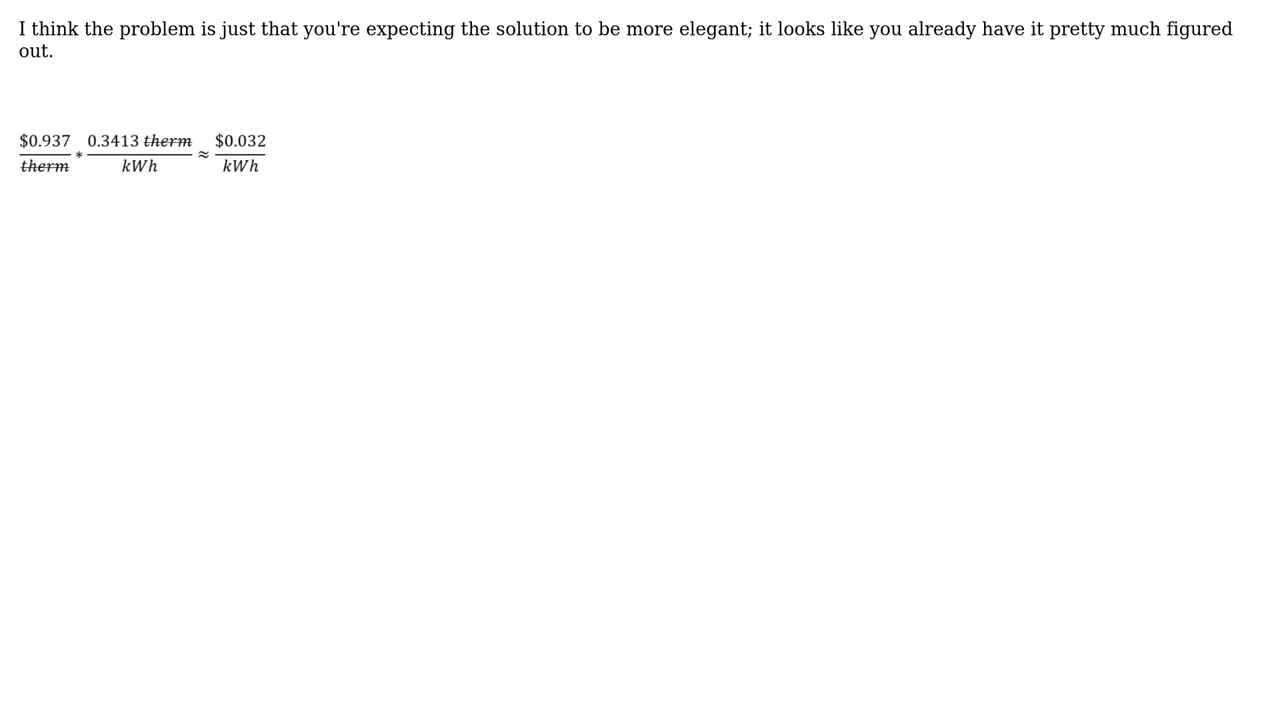 I think the problem is just that you're expecting the solution to be more elegant; it looks like you already have it pretty much figured
out.
$0.937 / therm * 0.3413 therm / kWh ≈ $0.032 / kWh